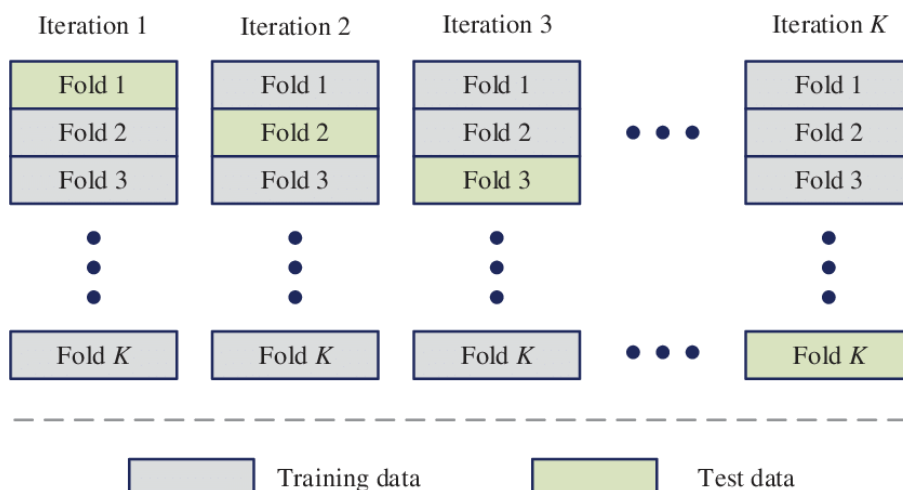 Iteration 1 Iteration 2 Iteration 3 Iteration K
Fold 1 Fold 1 Fold 1 Fold 1
Fold 2 Fold 2 Fold 2 Fold 2
Fold 3 Fold 3 Fold 3 Fold 3
Fold K Fold K Fold K Fold K
Training data Test data